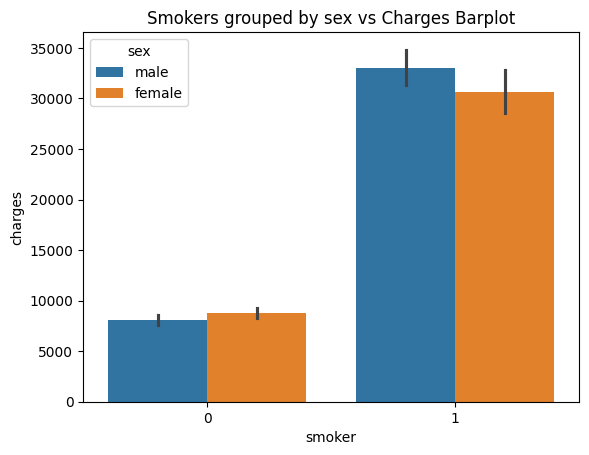 Smokers grouped by sex vs Charges Barplot
sex
male
female
35000
30000
25000
20000
15000
10000
5000
0
charges
0 1
smoker